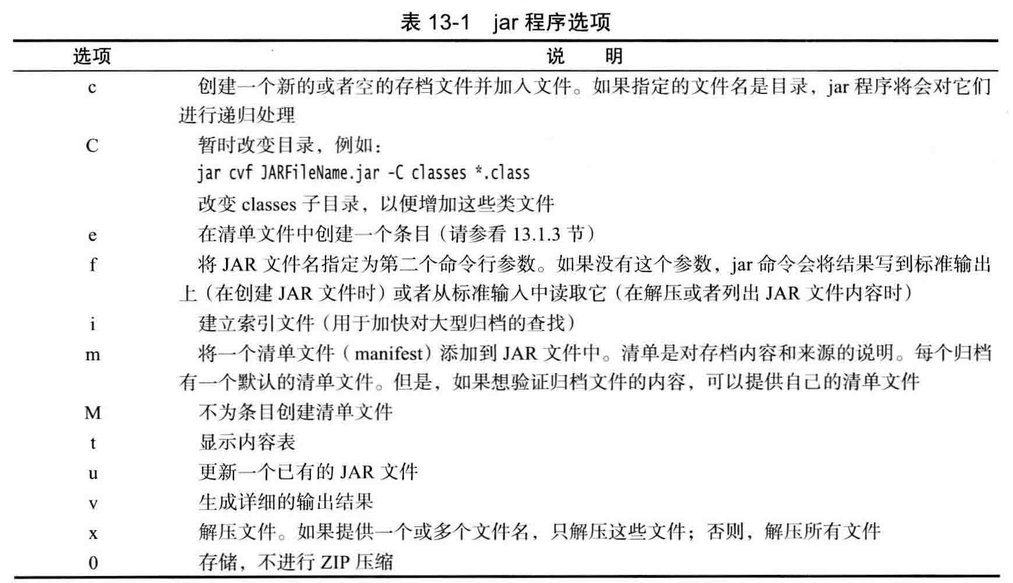 表 13-1 jar 程序选项
选项 说 明
c 创建一个新的或者空的存档文件并加入文件。如果指定的文件名是目录，jar 程序将会对它们
进行递归处理
C 暂时改变目录，例如：
jar cvf JARFileName.jar -C classes *.class
改变 classes 子目录，以便增加这些类文件
e 在清单文件中创建一个条目（请参看 13.1.3 节）
f 将 JAR 文件名指定为第二个命令行参数。如果没有这个参数，jar 命令会将结果写到标准输出
上（在创建 JAR 文件时）或者从标准输入中读取它（在解压或者列出 JAR 文件内容时）
i 建立索引文件（用于加快对大型归档的查找）
m 将一个清单文件（manifest）添加到 JAR 文件中。清单是对存档内容和来源的说明。每个归档
有一个默认的清单文件。但是，如果想验证归档文件的内容，可以提供自己的清单文件
M 不为条目创建清单文件
t 显示内容表
u 更新一个已有的 JAR 文件
v 生成详细的输出结果
x 解压文件。如果提供一个或多个文件名，只解压这些文件；否则，解压所有文件
0 存储，不进行 ZIP 压缩